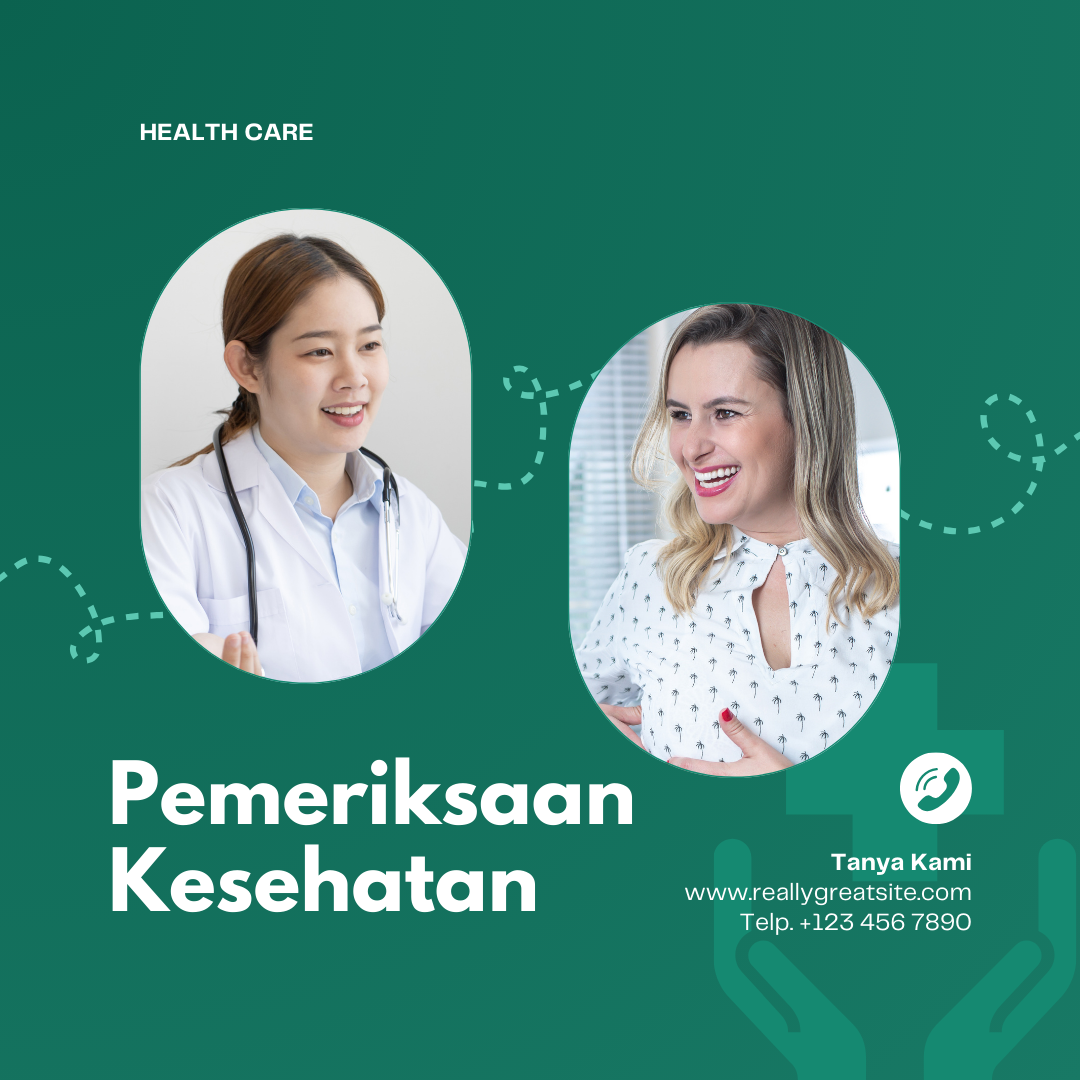 HEALTH CARE
Pemeriksaan
Kesehatan
Tanya Kami
www.reallygreatsite.com
Telp. +123 456 7890